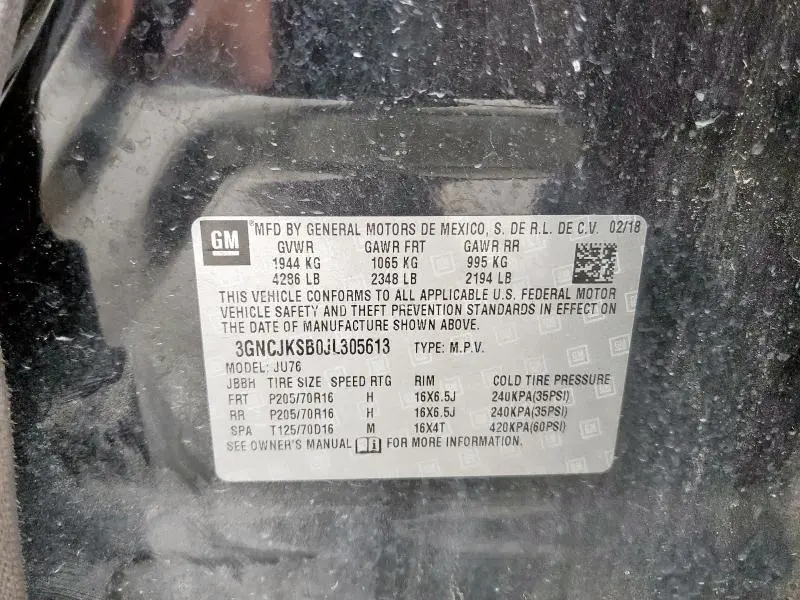 GM ® MFD BY GENERAL MOTORS DE MEXICO, S. DE R.L. DE C.V. 02/18
GVWR GAWR FRT GAWR RR
1944 KG 1065 KG 995 KG
4286 LB 2348 LB 2194 LB
THIS VEHICLE CONFORMS TO ALL APPLICABLE U.S. FEDERAL MOTOR
VEHICLE SAFETY AND THEFT PREVENTION STANDARDS IN EFFECT ON
THE DATE OF MANUFACTURE SHOWN ABOVE.
3GNCJKSB0JL305613 TYPE: M.P.V.
MODEL: JU76
JBBH TIRE SIZE SPEED RTG RIM COLD TIRE PRESSURE
FRT P205/70R16 H 16X6.5J 240KPA(35PSI)
RR P205/70R16 H 16X6.5J 240KPA(35PSI)
SPA T125/70D16 M 16X4T 420KPA(60PSI)
SEE OWNER'S MANUAL FOR MORE INFORMATION.